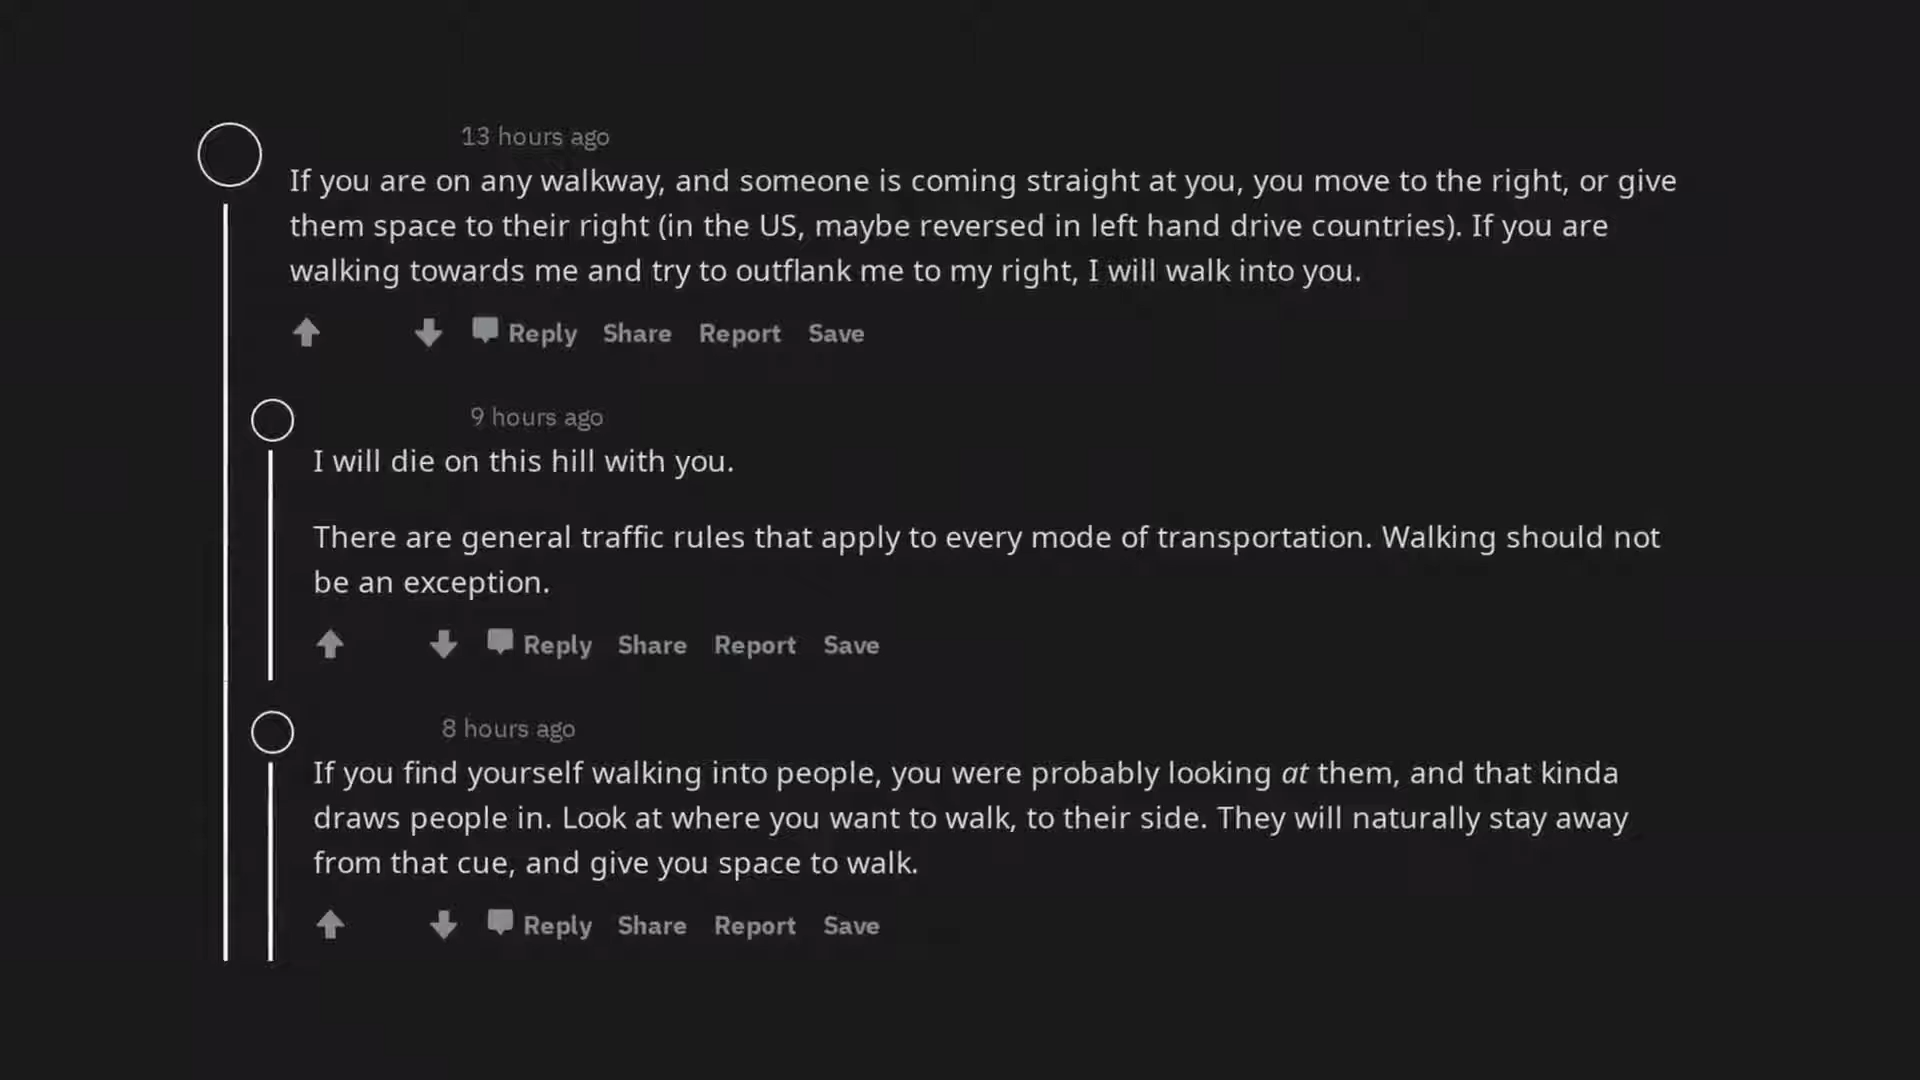 13 hours ago
If you are on any walkway, and someone is coming straight at you, you move to the right, or give
them space to their right (in the US, maybe reversed in left hand drive countries). If you are
walking towards me and try to outflank me to my right, I will walk into you.
Reply Share Report Save
9 hours ago
I will die on this hill with you.
There are general traffic rules that apply to every mode of transportation. Walking should not
be an exception.
Reply Share Report Save
8 hours ago
If you find yourself walking into people, you were probably looking at them, and that kinda
draws people in. Look at where you want to walk, to their side. They will naturally stay away
from that cue, and give you space to walk.
Reply Share Report Save